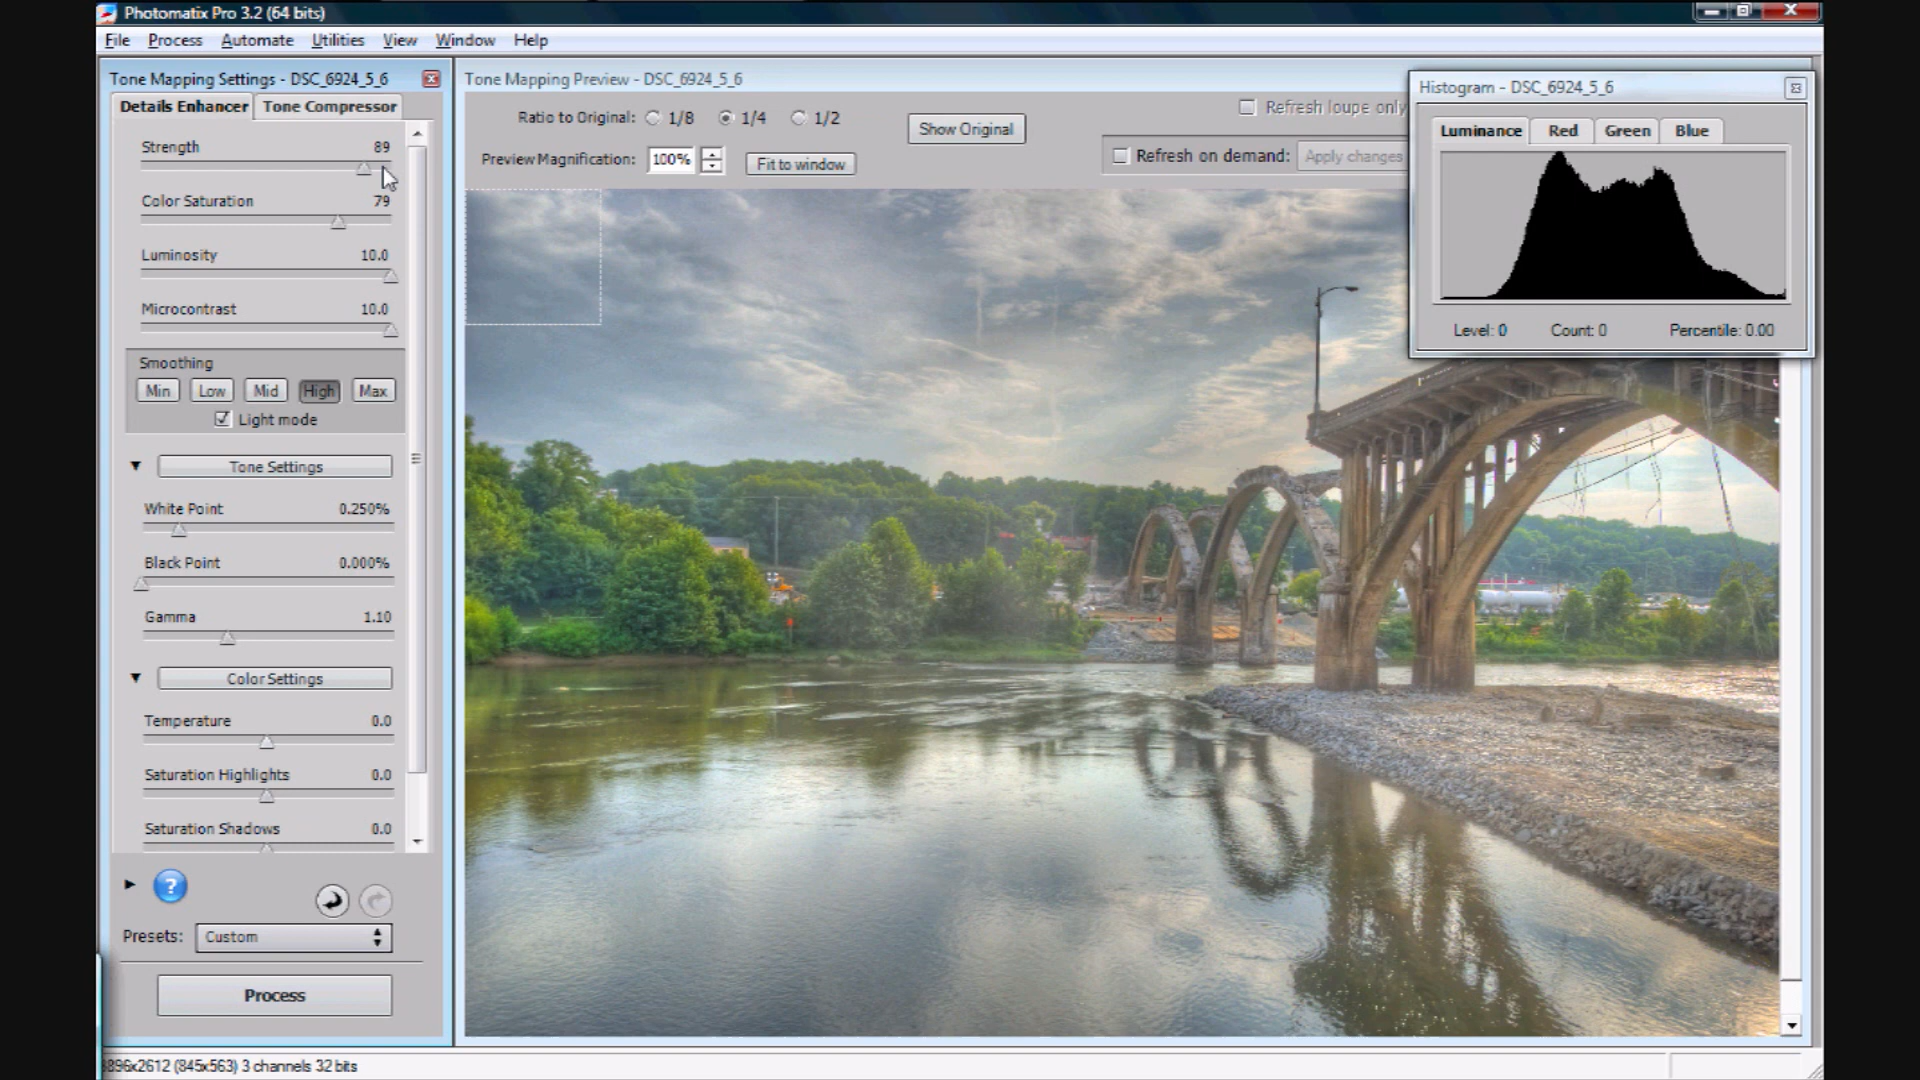 Photomatix Pro 3.2 (64 bits)
File Process Automate Utilities View Window Help
Tone Mapping Settings - DSC_6924_5_6
Details Enhancer Tone Compressor
Strength 89
Color Saturation 79
Luminosity 10.0
Microcontrast 10.0
Smoothing
Min Low Mid High Max
Light mode
Tone Settings
White Point 0.250%
Black Point 0.000%
Gamma 1.10
Color Settings
Temperature 0.0
Saturation Highlights 0.0
Saturation Shadows 0.0
?
Presets: Custom
Process
Tone Mapping Preview - DSC_6924_5_6
Ratio to Original: 1/8 1/4 1/2
Preview Magnification: 100% Fit to window
Show Original
Refresh loupe only
Refresh on demand: Apply changes
Histogram - DSC_6924_5_6
Luminance Red Green Blue
Level: 0 Count: 0 Percentile: 0.00
896x2612 (845x563) 3 channels 32 bits